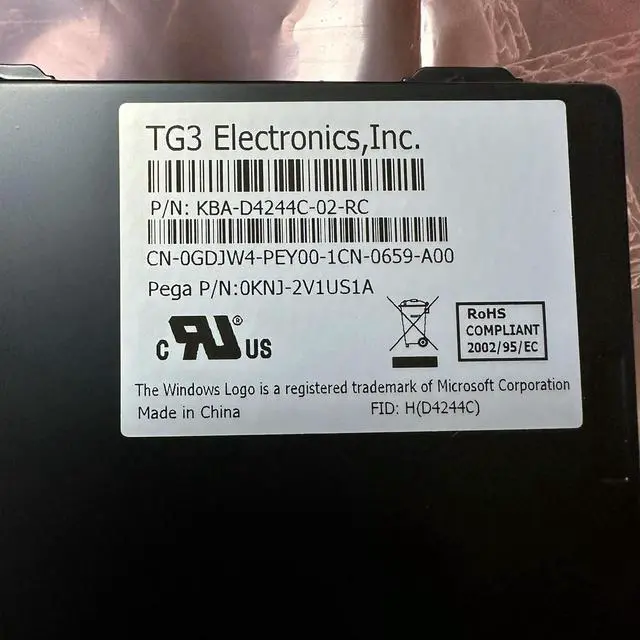 TG3 Electronics,Inc.
P/N: KBA-D4244C-02-RC
CN-0GDJW4-PEY00-1CN-0659-A00
Pega P/N:0KNJ-2V1US1A
c RU® US
RoHS
COMPLIANT
2002/95/EC
The Windows Logo is a registered trademark of Microsoft Corporation
Made in China FID: H(D4244C)